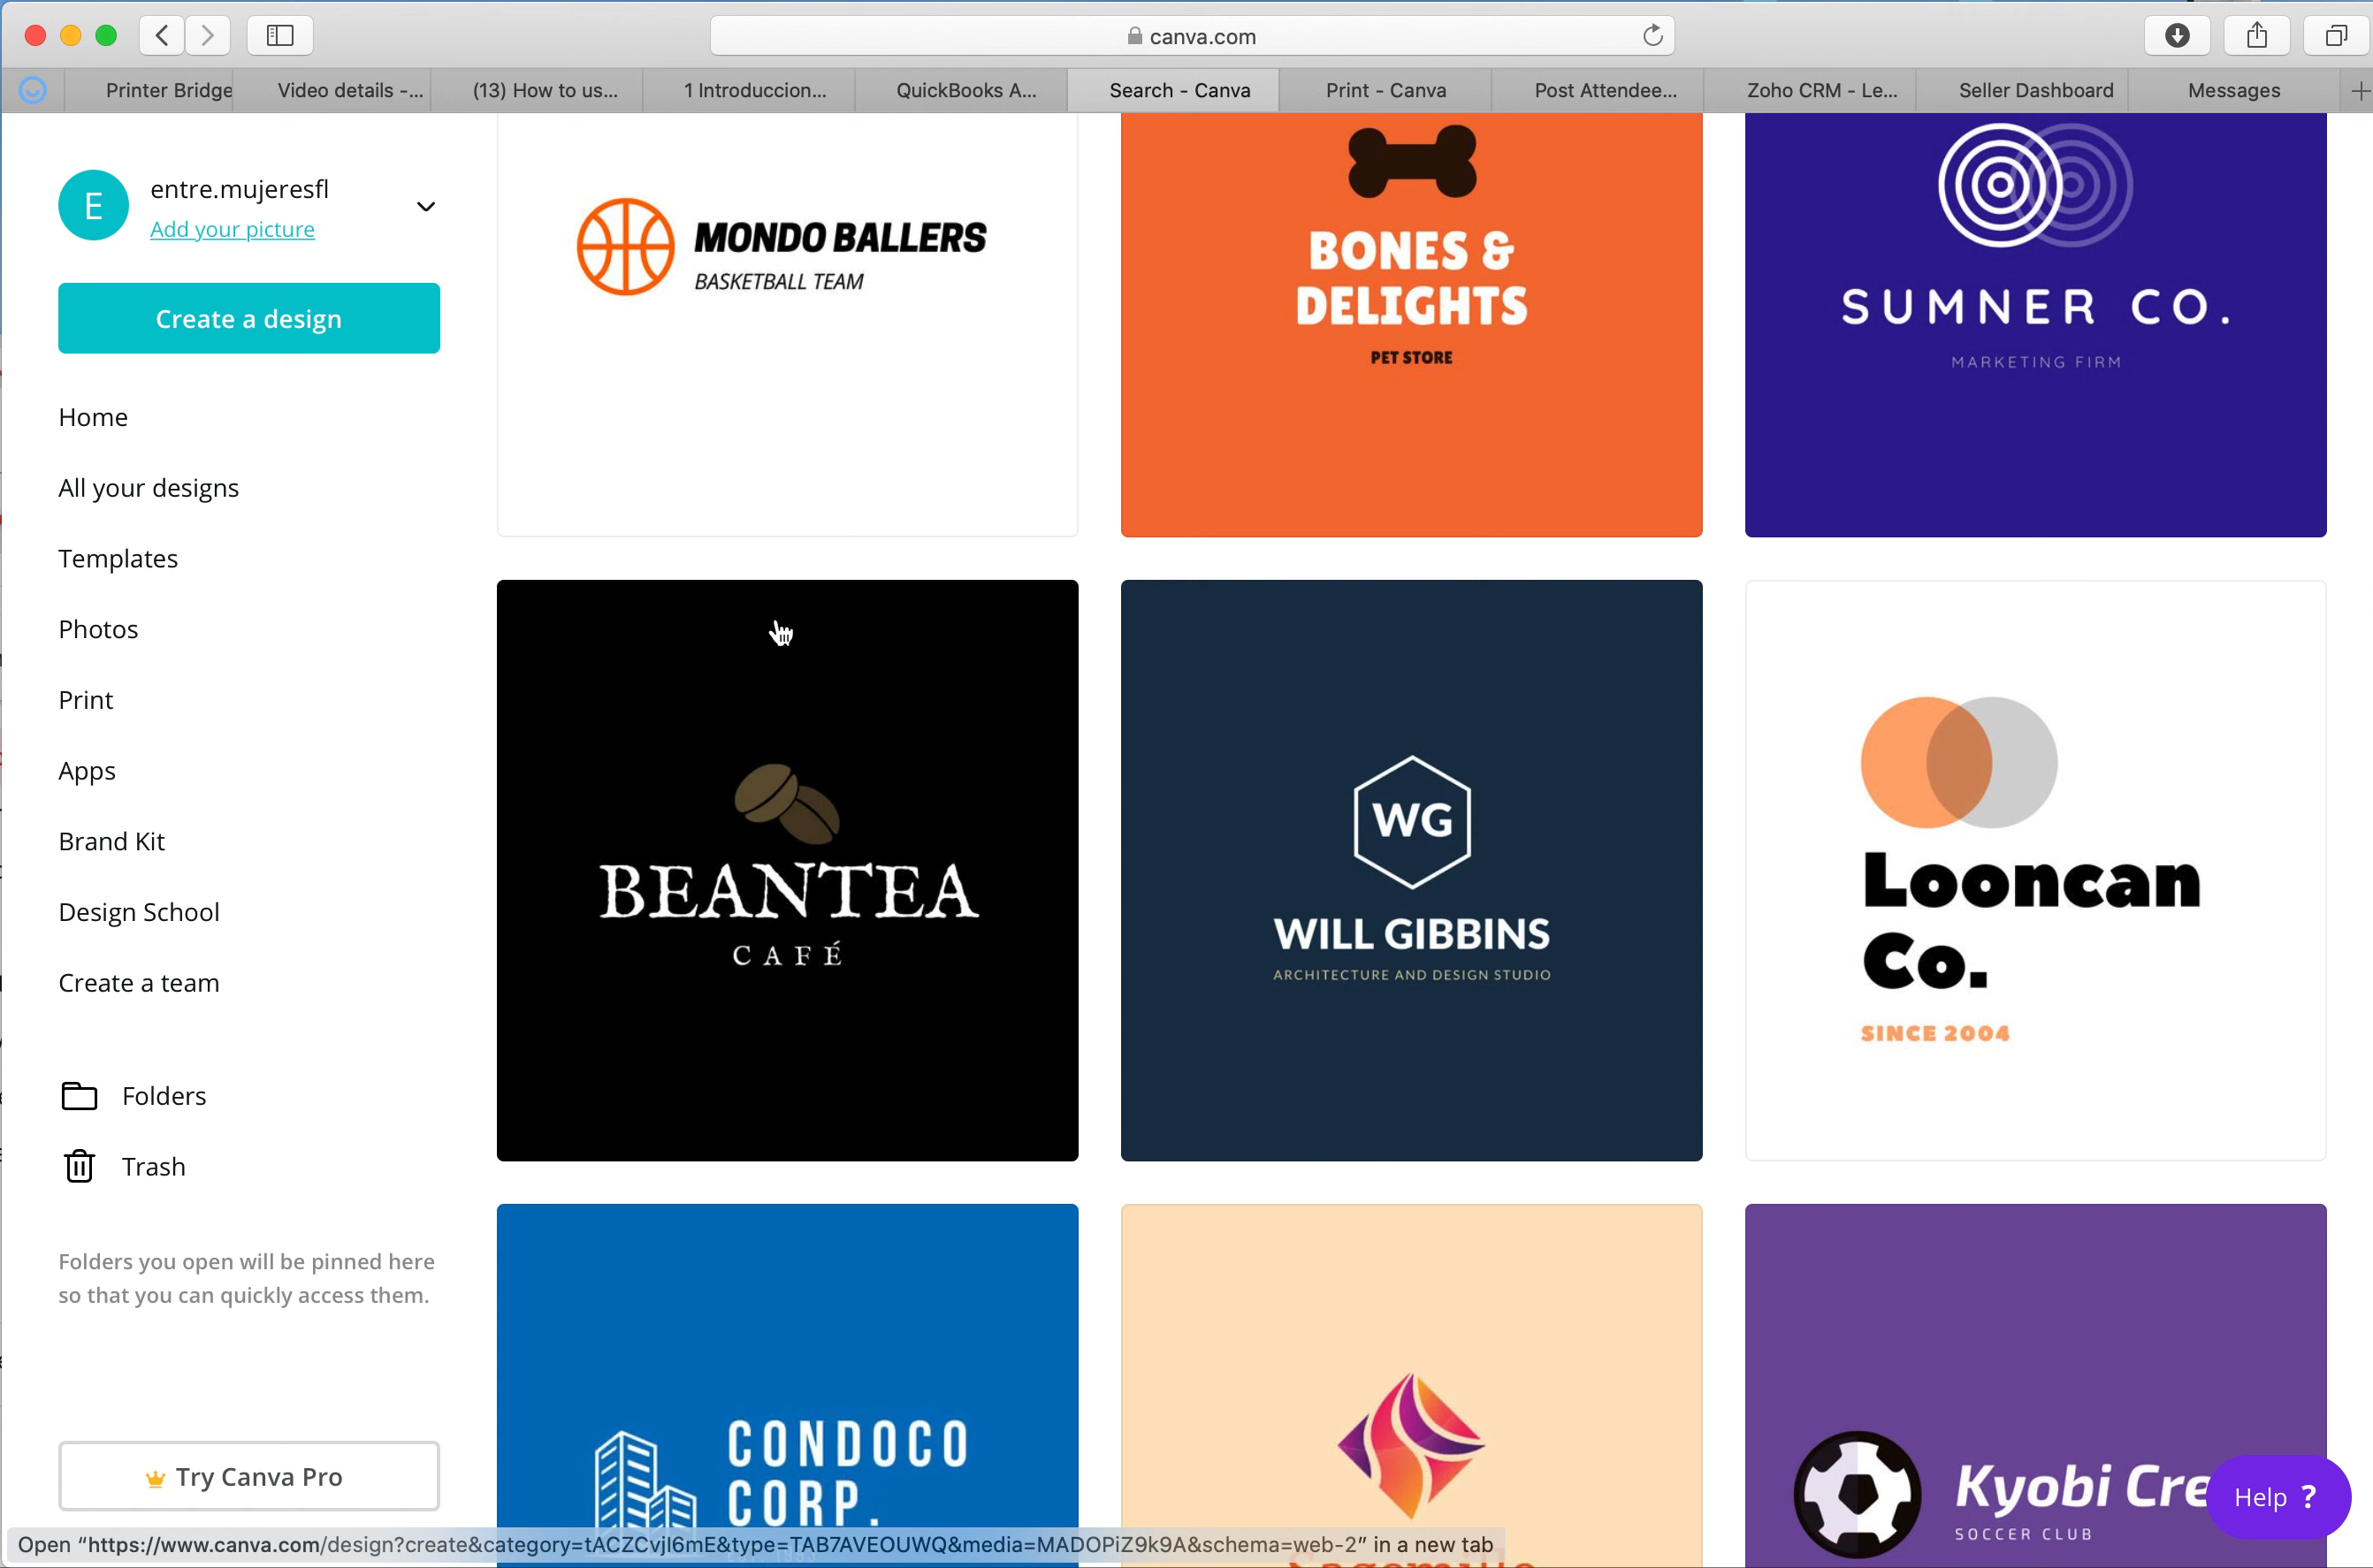 canva.com
Printer Bridge
Video details -...
(13) How to us...
1 Introduccion...
QuickBooks A...
Search - Canva
Print - Canva
Post Attendee...
Zoho CRM - Le...
Seller Dashboard
Messages
E
entre.mujeresfl
Add your picture
Create a design
Home
All your designs
Templates
Photos
Print
Apps
Brand Kit
Design School
Create a team
Folders
Trash
Folders you open will be pinned here
so that you can quickly access them.
Try Canva Pro
MONDO BALLERS
BASKETBALL TEAM
BONES &
DELIGHTS
PET STORE
SUMNER CO.
MARKETING FIRM
BEANTEA
CAFÉ
WG
WILL GIBBINS
ARCHITECTURE AND DESIGN STUDIO
Looncan
Co.
SINCE 2004
CONDOCO
CORP.
Kyobi Cre
SOCCER CLUB
Help ?
Open “https://www.canva.com/design?create&category=tACZCvjI6mE&type=TAB7AVEOUWQ&media=MADOPiZ9k9A&schema=web-2” in a new tab